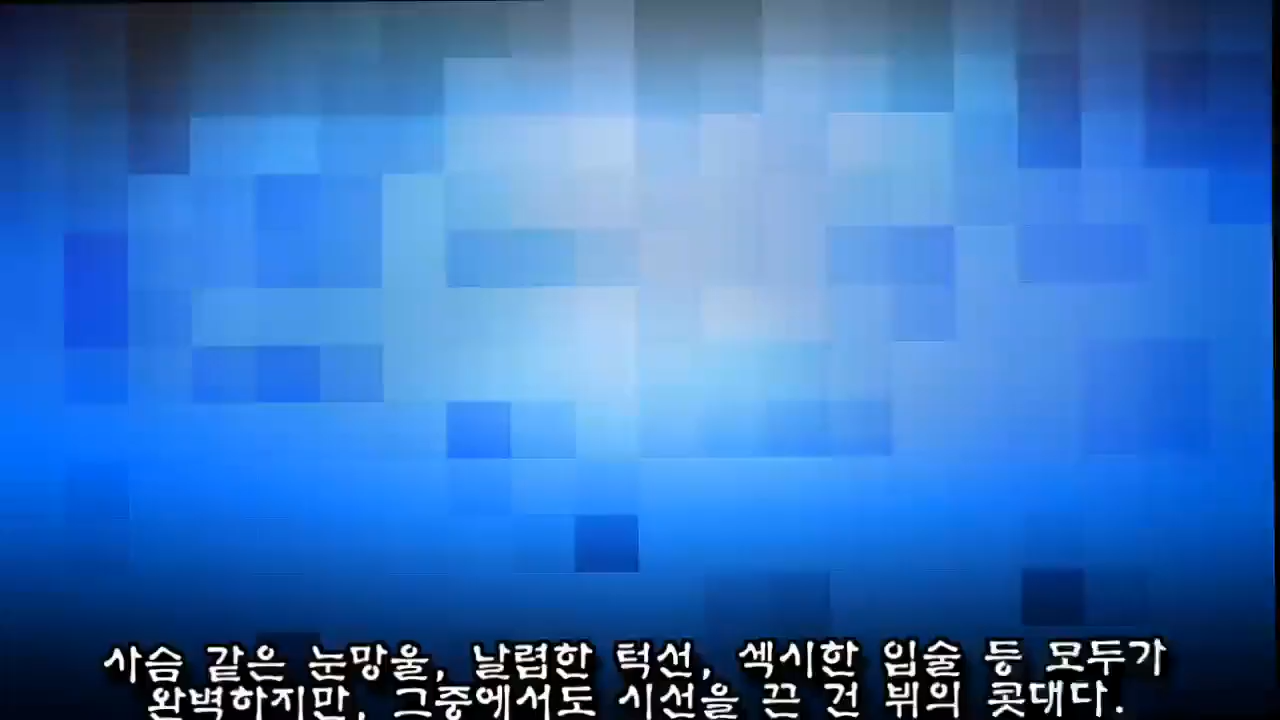 사슴 같은 눈망울, 날렵한 턱선, 섹시한 입술 등 모두가
완벽하지만, 그중에서도 시선을 끈 건 뷔의 콧대다.